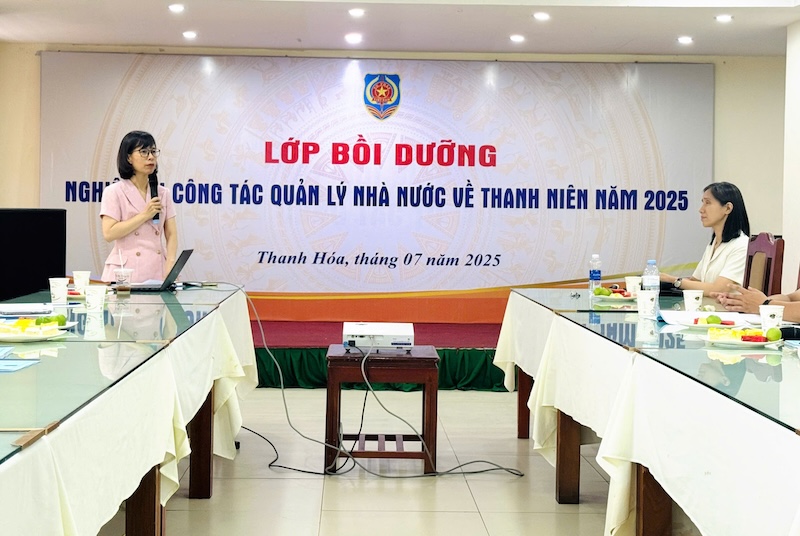 LỚP BỒI DƯỠNG
CÔNG TÁC QUẢN LÝ NHÀ NƯỚC VỀ THANH NIÊN NĂM 2025
Thanh Hóa, tháng 07 năm 2025